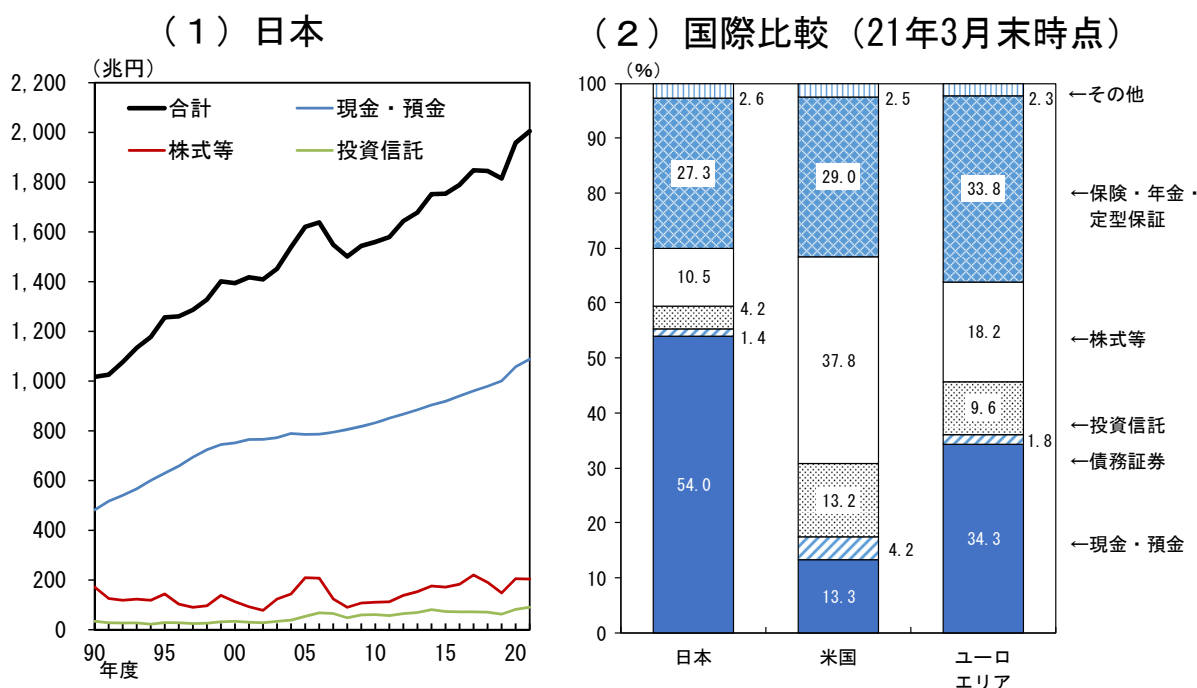 （１）日本
（兆円）
2,200
2,000
1,800
1,600
1,400
1,200
1,000
800
600
400
200
0
合計
現金・預金
株式等
投資信託
90
95
00
05
10
15
20
年度
（２）国際比較（21年3月末時点）
（%）
100
90
80
70
60
50
40
30
20
10
0
2.6
27.3
10.5
4.2
1.4
54.0
2.5
29.0
37.8
13.2
4.2
13.3
2.3
33.8
18.2
9.6
1.8
34.3
←その他
←保険・年金・
定型保証
←株式等
←投資信託
←債務証券
←現金・預金
日本
米国
ユーロ
エリア